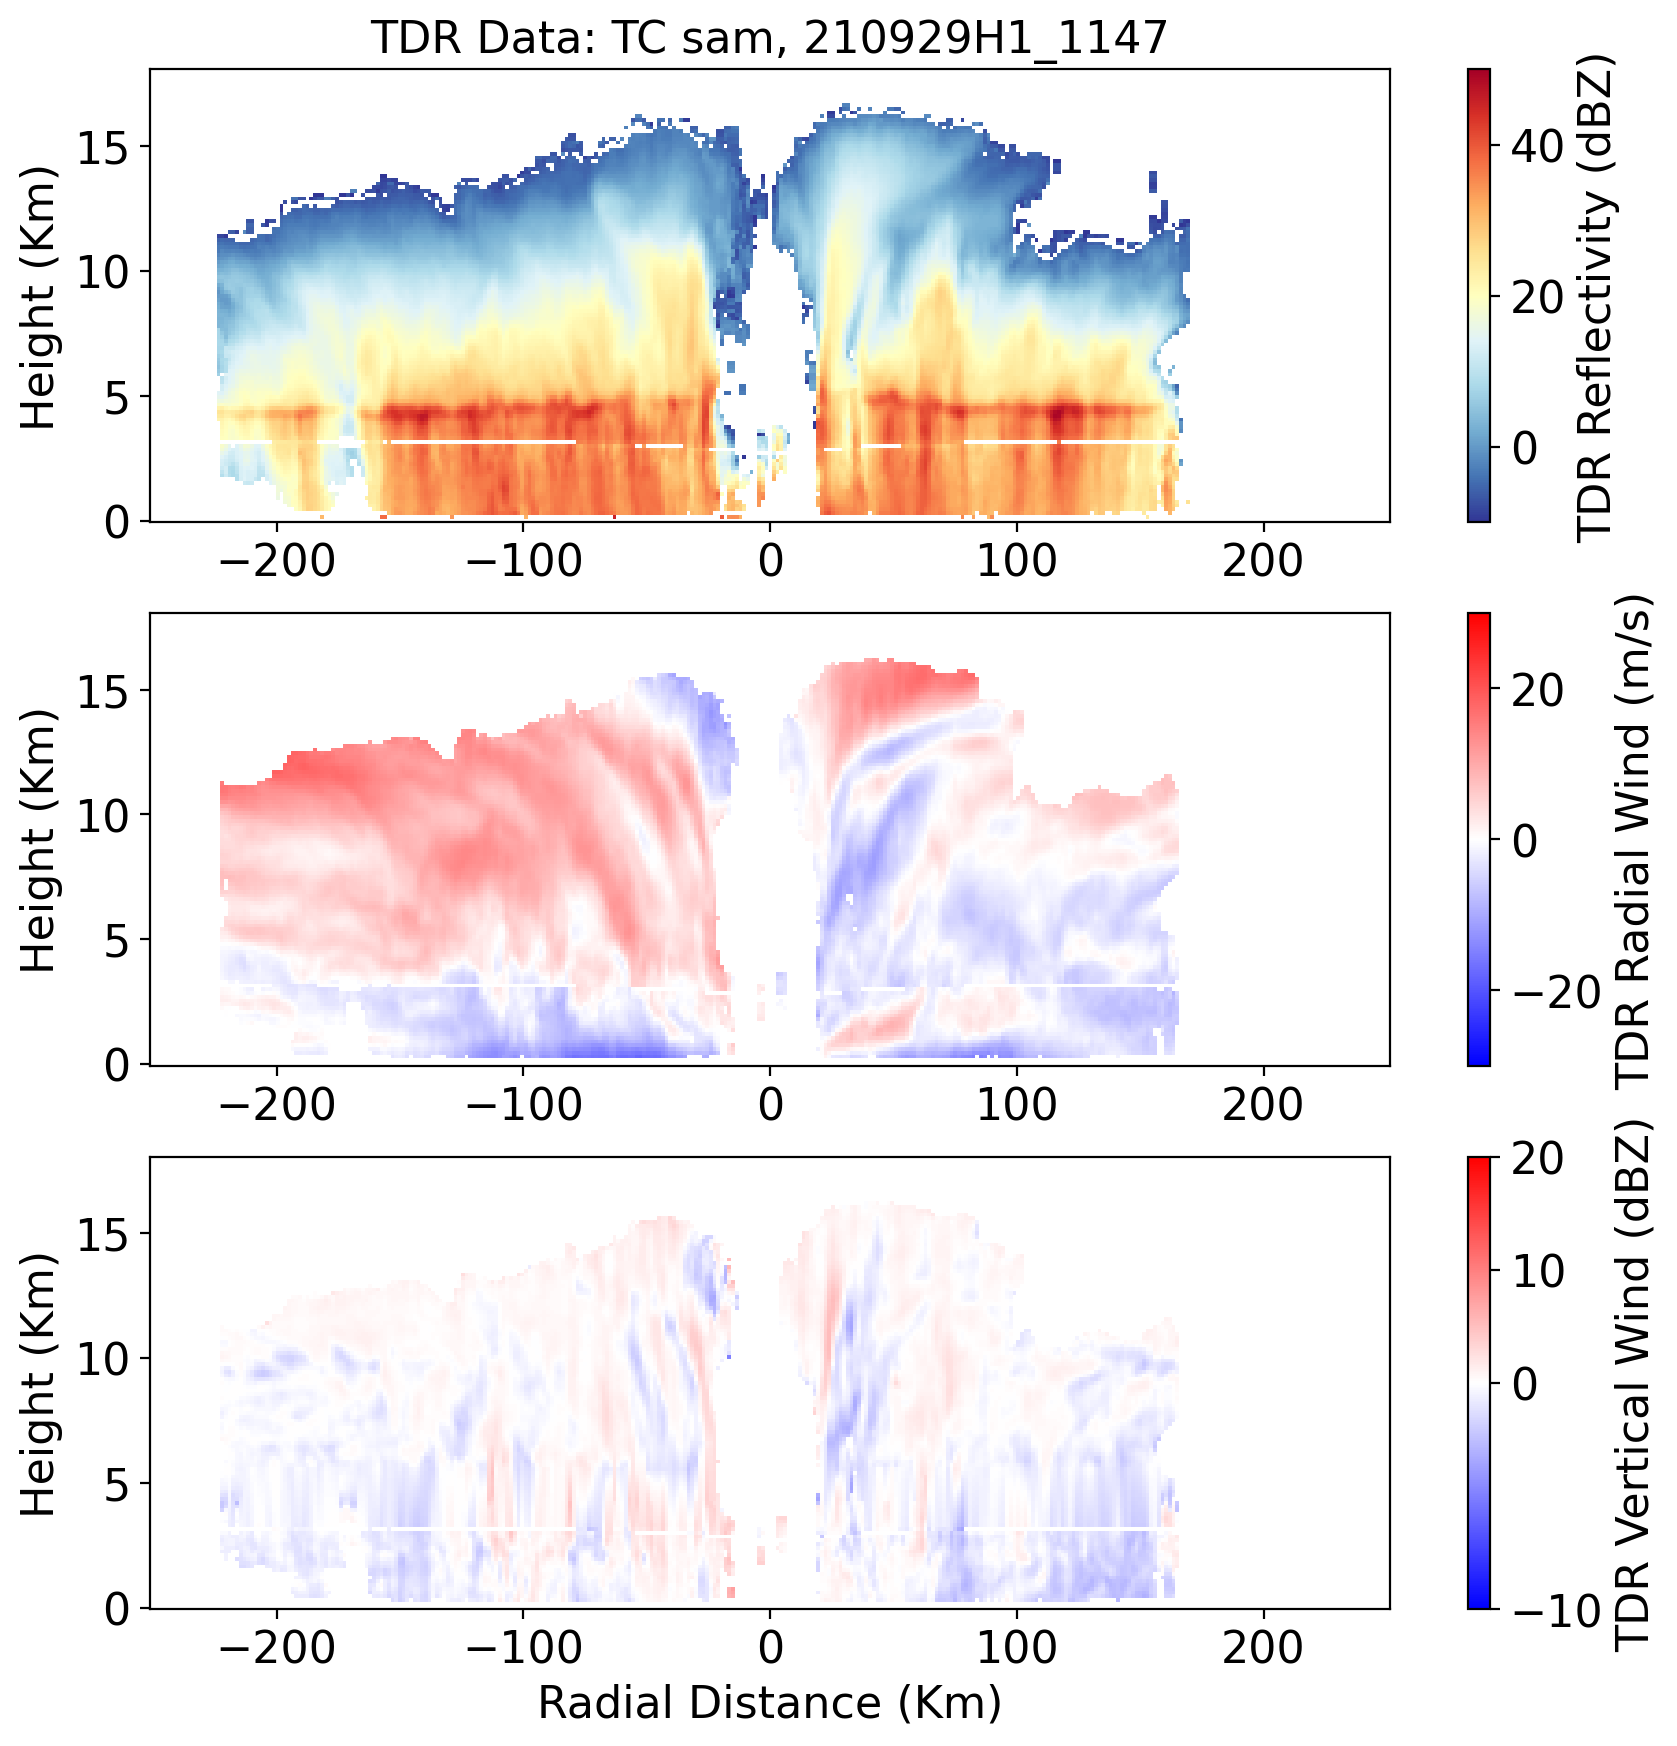 TDR Data: TC sam, 210929H1_1147
Height (Km)
15
10
5
0
−200 −100 0 100 200
40
20
0
TDR Reflectivity (dBZ)
Height (Km)
15
10
5
0
−200 −100 0 100 200
20
0
−20
TDR Radial Wind (m/s)
Height (Km)
15
10
5
0
−200 −100 0 100 200
Radial Distance (Km)
20
10
0
−10
TDR Vertical Wind (dBZ)